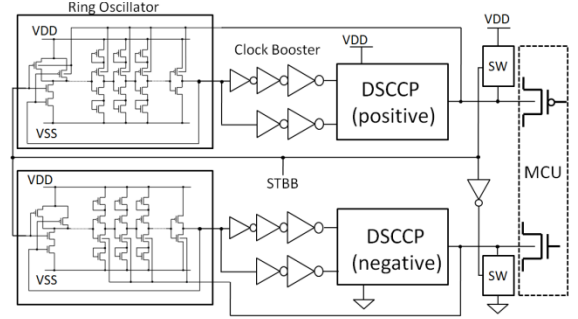 Ring Oscillator
VDD
VSS
Clock Booster
VDD
DSCCP
(positive)
VDD
SW
MCU
STBB
VDD
VSS
DSCCP
(negative)
SW